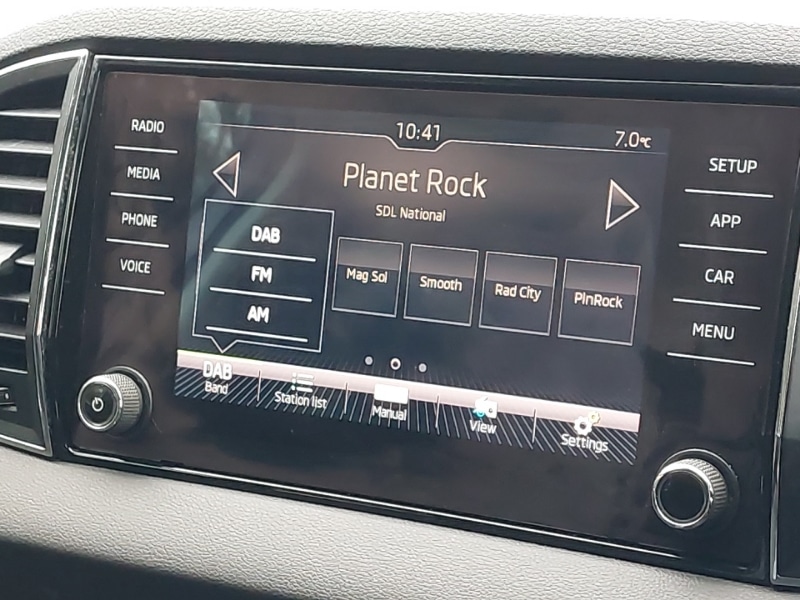 RADIO
MEDIA
PHONE
VOICE
10:41
7.0°C
Planet Rock
SDL National
DAB
FM
AM
Mag Sol
Smooth
Rad City
PlnRock
DAB
Band
Station list
Manual
View
Settings
SETUP
APP
CAR
MENU